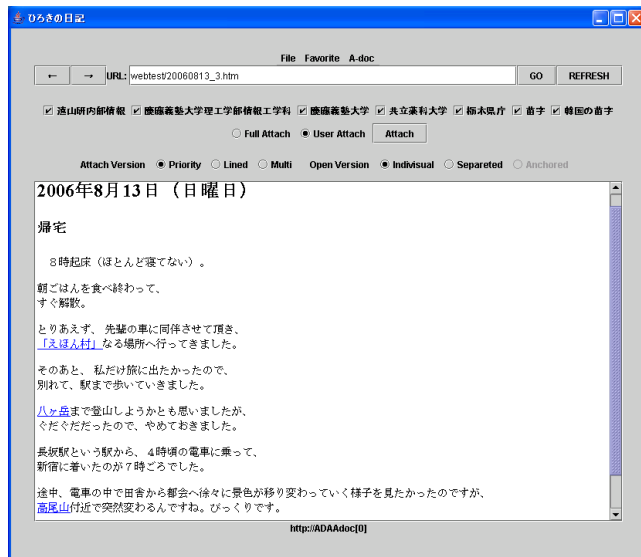 ひろきの日記
File Favorite A-doc
← → URL: webtest/20060813_3.htm GO REFRESH
遠山研内部情報 慶應義塾大学理工学部情報工学科 慶應義塾大学 共立薬科大学 栃木県庁 苗字 韓国の苗字
Full Attach User Attach Attach
Attach Version Priority Lined Multi Open Version Indivisual Separeted Anchored
2006年8月13日（日曜日）
帰宅
８時起床（ほとんど寝てない）。
朝ごはんを食べ終わって、
すぐ解散。
とりあえず、 先輩の車に同伴させて頂き、
「えほん村」なる場所へ行ってきました。
そのあと、 私だけ旅に出たかったので、
別れて、駅まで歩いていきました。
八ヶ岳まで登山しようかとも思いましたが、
ぐだぐだだったので、やめておきました。
長坂駅という駅から、 ４時頃の電車に乗って、
新宿に着いたのが７時ごろでした。
途中、電車の中で田舎から都会へ徐々に景色が移り変わっていく様子を見たかったのですが、
高尾山付近で突然変わるんですね。びっくりです。
http://ADAAdoc[0]